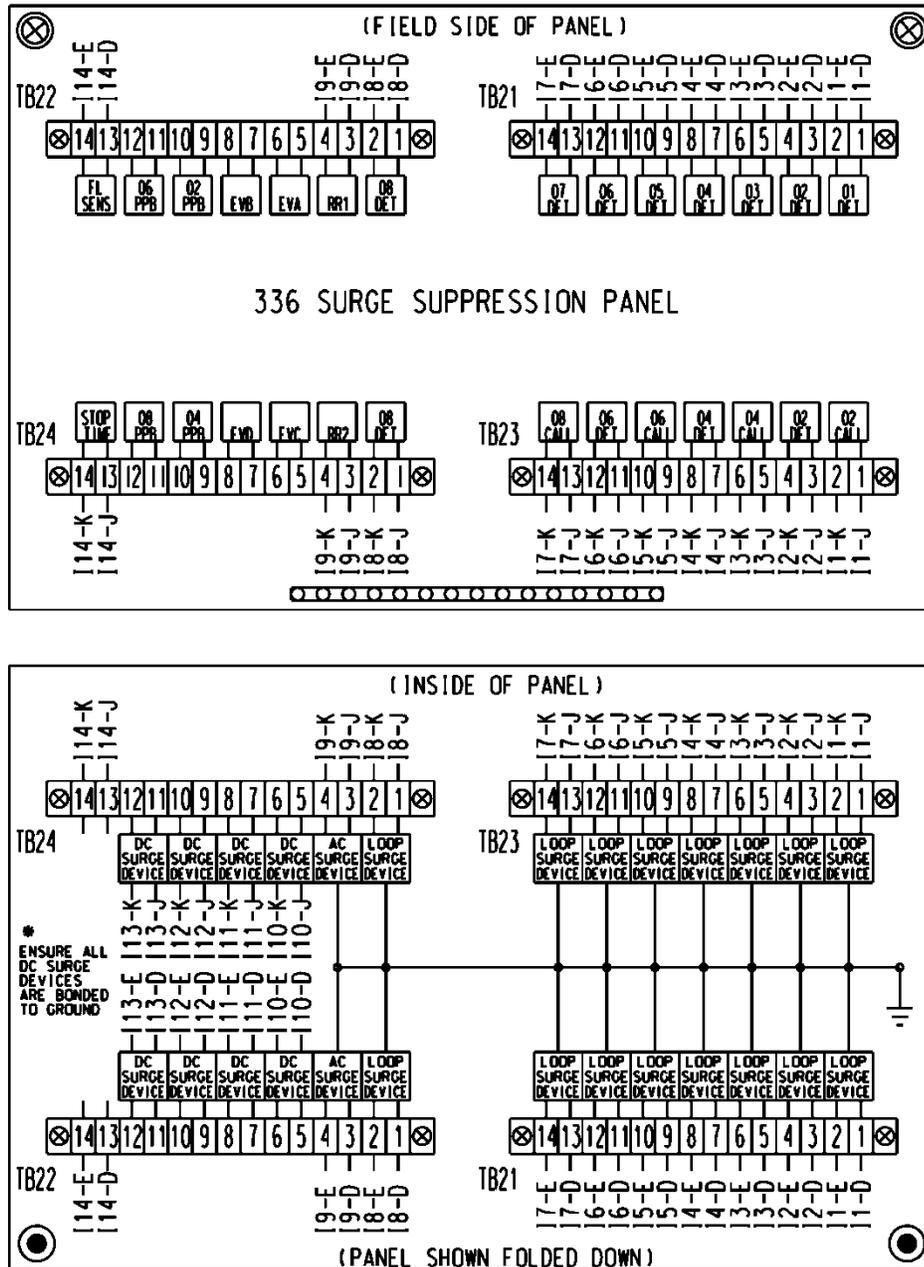 (FIELD SIDE OF PANEL)
I14-E I14-D I9-E I9-D I8-E I8-D
TB22
14 13 12 11 10 9 8 7 6 5 4 3 2 1
FL SENS
06 PPB
02 PPB
EVB
EVA
RR1
08 DET
I7-E I7-D I6-E I6-D I5-E I5-D I4-E I4-D I3-E I3-D I2-E I2-D I1-E I1-D
TB21
14 13 12 11 10 9 8 7 6 5 4 3 2 1
07 DET
06 DET
05 DET
04 DET
03 DET
02 DET
01 DET
336 SURGE SUPPRESSION PANEL
STOP TIME
08 PPB
04 PPB
EVD
EVC
RR2
08 DET
TB24
14 13 12 11 10 9 8 7 6 5 4 3 2 1
I14-K I14-J I9-K I9-J I8-K I8-J
08 CALL
06 DET
06 CALL
04 DET
04 CALL
02 DET
02 CALL
TB23
14 13 12 11 10 9 8 7 6 5 4 3 2 1
I7-K I7-J I6-K I6-J I5-K I5-J I4-K I4-J I3-K I3-J I2-K I2-J I1-K I1-J
(INSIDE OF PANEL)
I14-K I14-J I9-K I9-J I8-K I8-J
14 13 12 11 10 9 8 7 6 5 4 3 2 1
TB24
DC SURGE DEVICE
DC SURGE DEVICE
DC SURGE DEVICE
DC SURGE DEVICE
AC SURGE DEVICE
LOOP SURGE DEVICE
I13-K I13-J I12-K I12-J I11-K I11-J I10-K I10-J
I7-K I7-J I6-K I6-J I5-K I5-J I4-K I4-J I3-K I3-J I2-K I2-J I1-K I1-J
14 13 12 11 10 9 8 7 6 5 4 3 2 1
TB23
LOOP SURGE DEVICE
LOOP SURGE DEVICE
LOOP SURGE DEVICE
LOOP SURGE DEVICE
LOOP SURGE DEVICE
LOOP SURGE DEVICE
LOOP SURGE DEVICE
*
ENSURE ALL
DC SURGE
DEVICES
ARE BONDED
TO GROUND
I13-E I13-D I12-E I12-D I11-E I11-D I10-E I10-D
DC SURGE DEVICE
DC SURGE DEVICE
DC SURGE DEVICE
DC SURGE DEVICE
AC SURGE DEVICE
LOOP SURGE DEVICE
14 13 12 11 10 9 8 7 6 5 4 3 2 1
TB22
I14-E I14-D I9-E I9-D I8-E I8-D
LOOP SURGE DEVICE
LOOP SURGE DEVICE
LOOP SURGE DEVICE
LOOP SURGE DEVICE
LOOP SURGE DEVICE
LOOP SURGE DEVICE
LOOP SURGE DEVICE
14 13 12 11 10 9 8 7 6 5 4 3 2 1
TB21
I7-E I7-D I6-E I6-D I5-E I5-D I4-E I4-D I3-E I3-D I2-E I2-D I1-E I1-D
(PANEL SHOWN FOLDED DOWN)